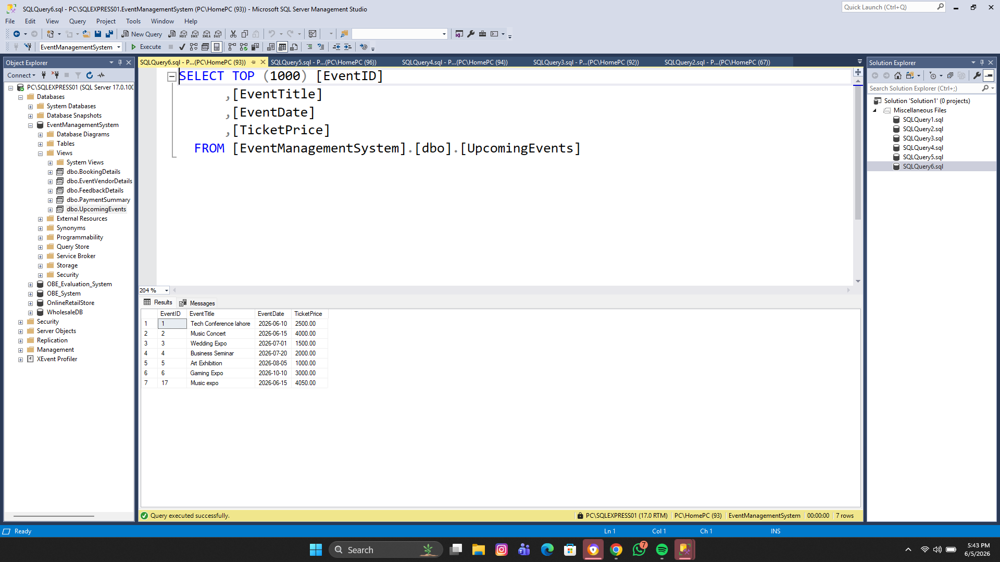 SQLQuery6.sql - PC\SQLEXPRESS01.EventManagementSystem (PC\HomePC (93)) - Microsoft SQL Server Management Studio
Quick Launch (Ctrl+Q)
File Edit View Query Project Tools Window Help
New Query MDX DMX XMLA DAX
EventManagementSystem Execute
Object Explorer
Connect
PC\SQLEXPRESS01 (SQL Server 17.0.100
Databases
System Databases
Database Snapshots
EventManagementSystem
Database Diagrams
Tables
Views
System Views
dbo.BookingDetails
dbo.EventVendorDetails
dbo.FeedbackDetails
dbo.PaymentSummary
dbo.UpcomingEvents
External Resources
Synonyms
Programmability
Query Store
Service Broker
Storage
Security
OBE_Evaluation_System
OBE_System
OnlineRetailStore
WholesaleDB
Security
Server Objects
Replication
Management
XEvent Profiler
SQLQuery6.sql - P...(PC\HomePC (93)) SQLQuery5.sql - P...(PC\HomePC (96)) SQLQuery4.sql - P...(PC\HomePC (94)) SQLQuery3.sql - P...(PC\HomePC (92)) SQLQuery2.sql - P...(PC\HomePC (67))
SELECT TOP (1000) [EventID]
,[EventTitle]
,[EventDate]
,[TicketPrice]
FROM [EventManagementSystem].[dbo].[UpcomingEvents]
204 %
Results Messages
EventID EventTitle EventDate TicketPrice
1 1 Tech Conference lahore 2026-06-10 2500.00
2 2 Music Concert 2026-06-15 4000.00
3 3 Wedding Expo 2026-07-01 1500.00
4 4 Business Seminar 2026-07-20 2000.00
5 5 Art Exhibition 2026-08-05 1000.00
6 6 Gaming Expo 2026-10-10 3000.00
7 17 Music expo 2026-06-15 4050.00
Query executed successfully. PC\SQLEXPRESS01 (17.0 RTM) PC\HomePC (93) EventManagementSystem 00:00:00 7 rows
Solution Explorer
Search Solution Explorer (Ctrl+;)
Solution 'Solution1' (0 projects)
Miscellaneous Files
SQLQuery1.sql
SQLQuery2.sql
SQLQuery3.sql
SQLQuery4.sql
SQLQuery5.sql
SQLQuery6.sql
Ready Ln 1 Col 1 Ch 1 INS
Search 7
5:43 PM
6/5/2026